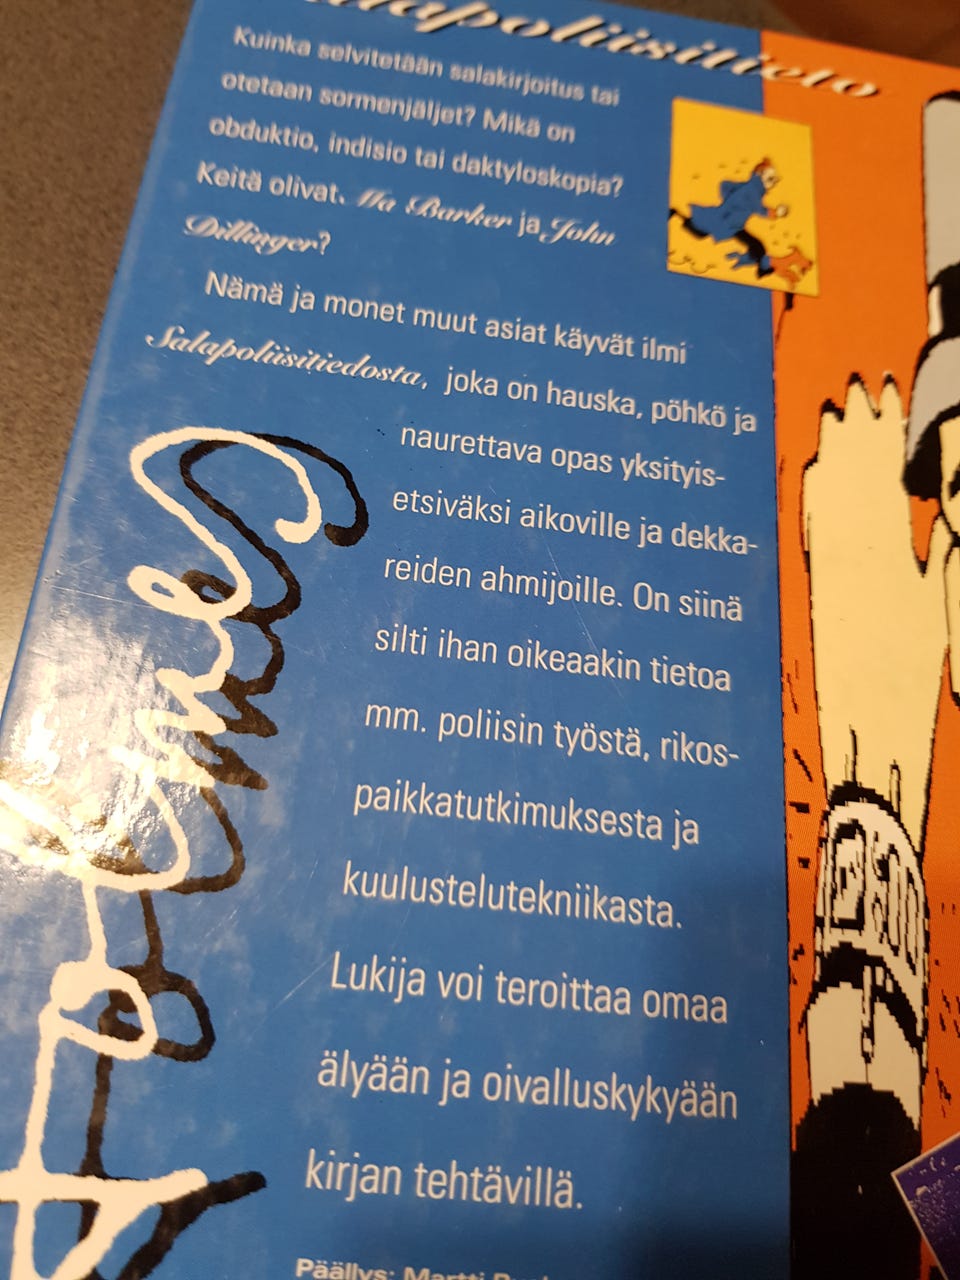 Kuinka selvitetään salakirjoitus tai
otetaan sormenjäljet? Mikä on
obduktio, indisio tai daktyloskopia?
Keitä olivat Ma Barker ja John
Dillinger?
Nämä ja monet muut asiat käyvät ilmi
Salapoliisitiedosta, joka on hauska, pöhkö ja
naurettava opas yksityis-
etsiväksi aikoville ja dekka-
reiden ahmijoille. On siinä
silti ihan oikeaakin tietoa
mm. poliisin työstä, rikos-
paikkatutkimuksesta ja
kuulustelutekniikasta.
Lukija voi teroittaa omaa
älyään ja oivalluskykyään
kirjan tehtävillä.
Päällys: Martti